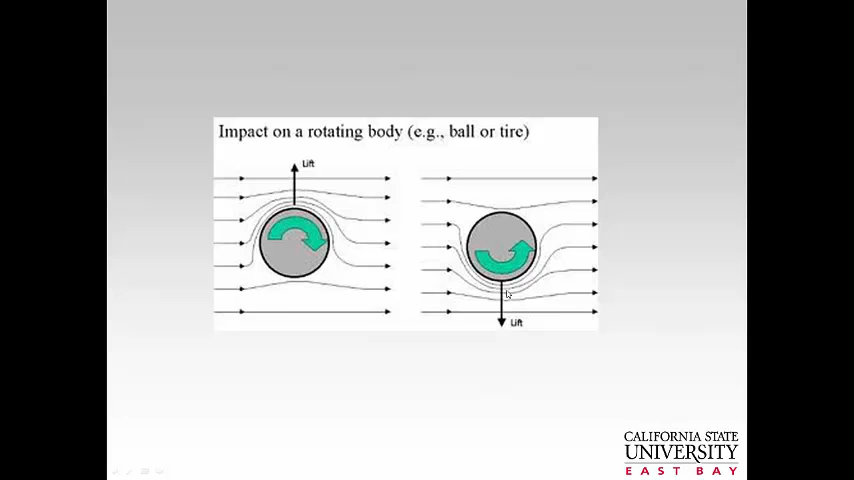 Impact on a rotating body (e.g., ball or tire)
Lift
Lift
CALIFORNIA STATE
UNIVERSITY
EAST BAY